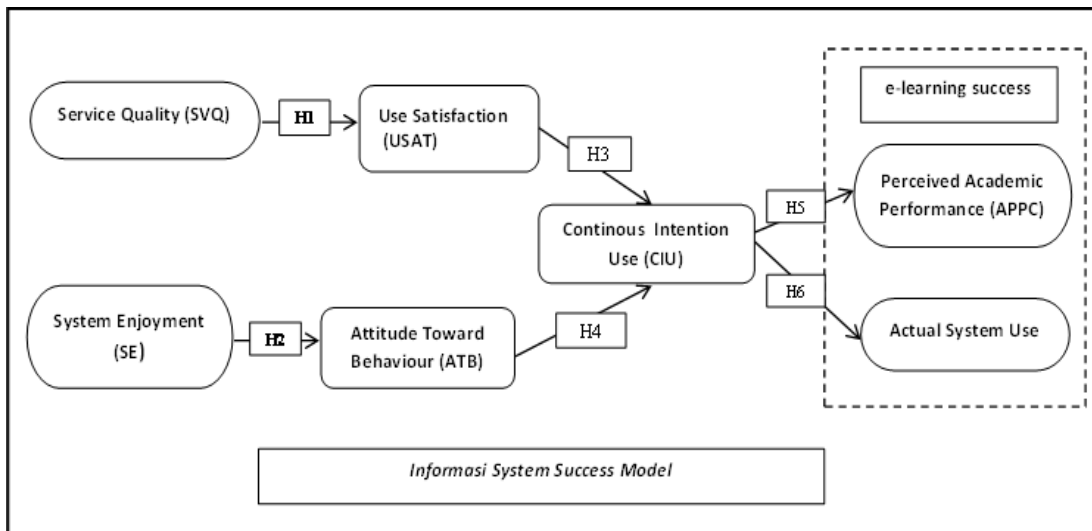 Service Quality (SVQ)
H1
Use Satisfaction
(USAT)
H3
e-learning success
Perceived Academic
Performance (APPC)
H5
Continous Intention
Use (CIU)
H6
System Enjoyment
(SE)
H2
Attitude Toward
Behaviour (ATB)
H4
Actual System Use
Informasi System Success Model